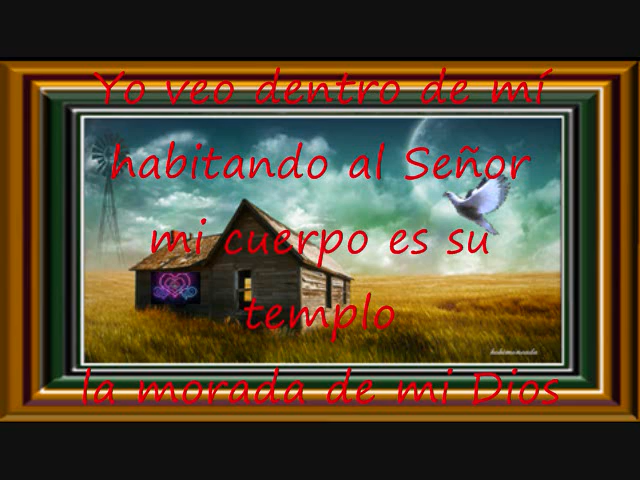 Yo veo dentro de mí
habitando al Señor
mi cuerpo es su
templo
la morada de mi Dios